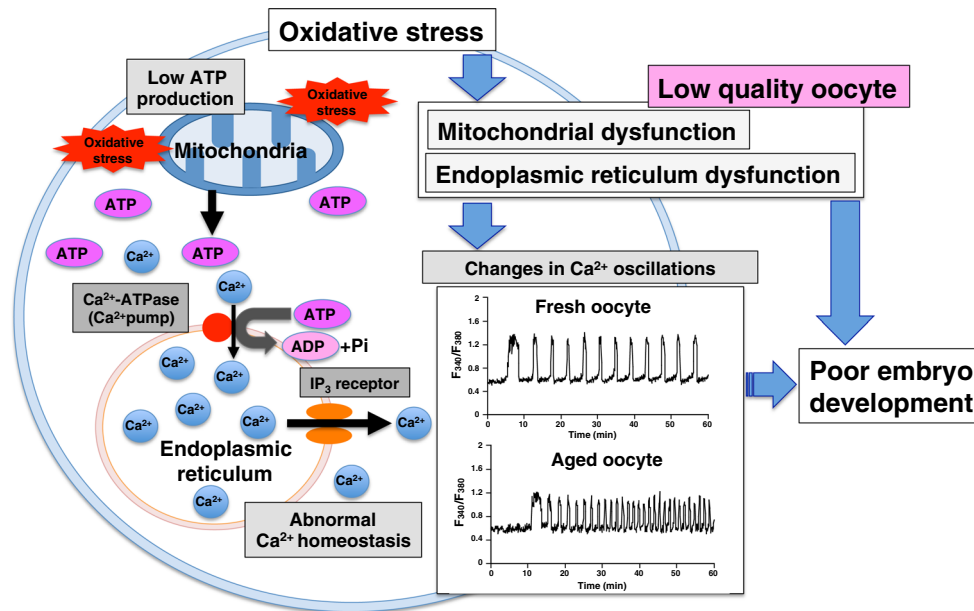 Oxidative stress
Low quality oocyte
Low ATP
production
Oxidative
stress
Oxidative
stress
Mitochondria
Mitochondrial dysfunction
Endoplasmic reticulum dysfunction
ATP
ATP
ATP
ATP
Ca²⁺
Ca²⁺
Ca²⁺-ATPase
(Ca²⁺pump)
ATP
ADP
+Pi
Ca²⁺
Ca²⁺
IP₃ receptor
Ca²⁺
Ca²⁺
Ca²⁺
Ca²⁺
Endoplasmic
reticulum
Ca²⁺
Ca²⁺
Abnormal
Ca²⁺ homeostasis
Changes in Ca²⁺ oscillations
Fresh oocyte
F₃₄₀/F₃₈₀
2
1.6
1.2
0.8
0.4
0
0 10 20 30 40 50 60
Time (min)
Aged oocyte
F₃₄₀/F₃₈₀
2
1.6
1.2
0.8
0.4
0
0 10 20 30 40 50 60
Time (min)
Poor embryo
development